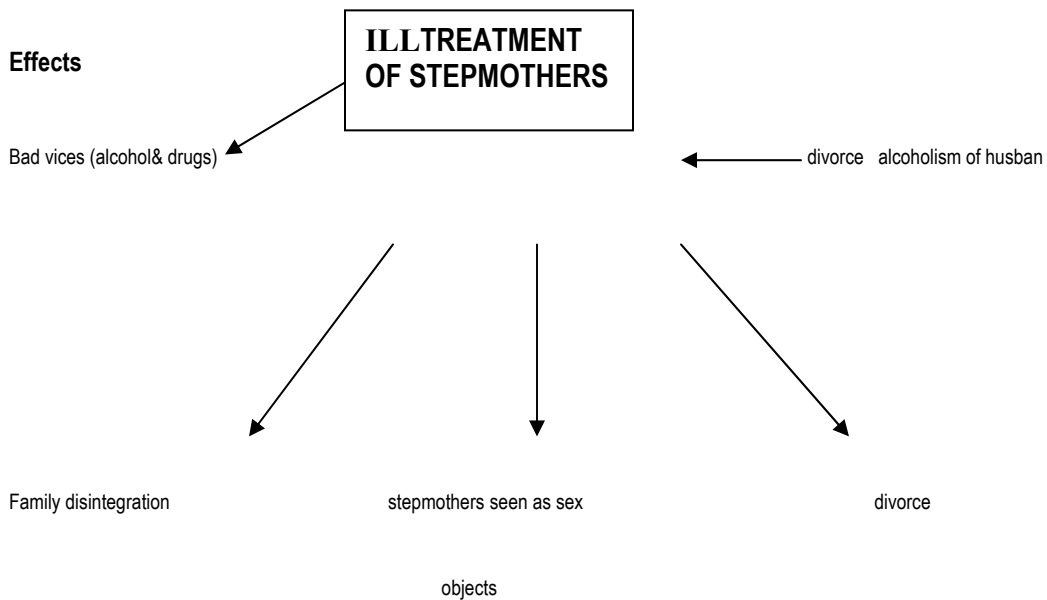 ILLTREATMENT
OF STEPMOTHERS
Effects
Bad vices (alcohol& drugs)
divorce alcoholism of husban
Family disintegration
stepmothers seen as sex
divorce
objects